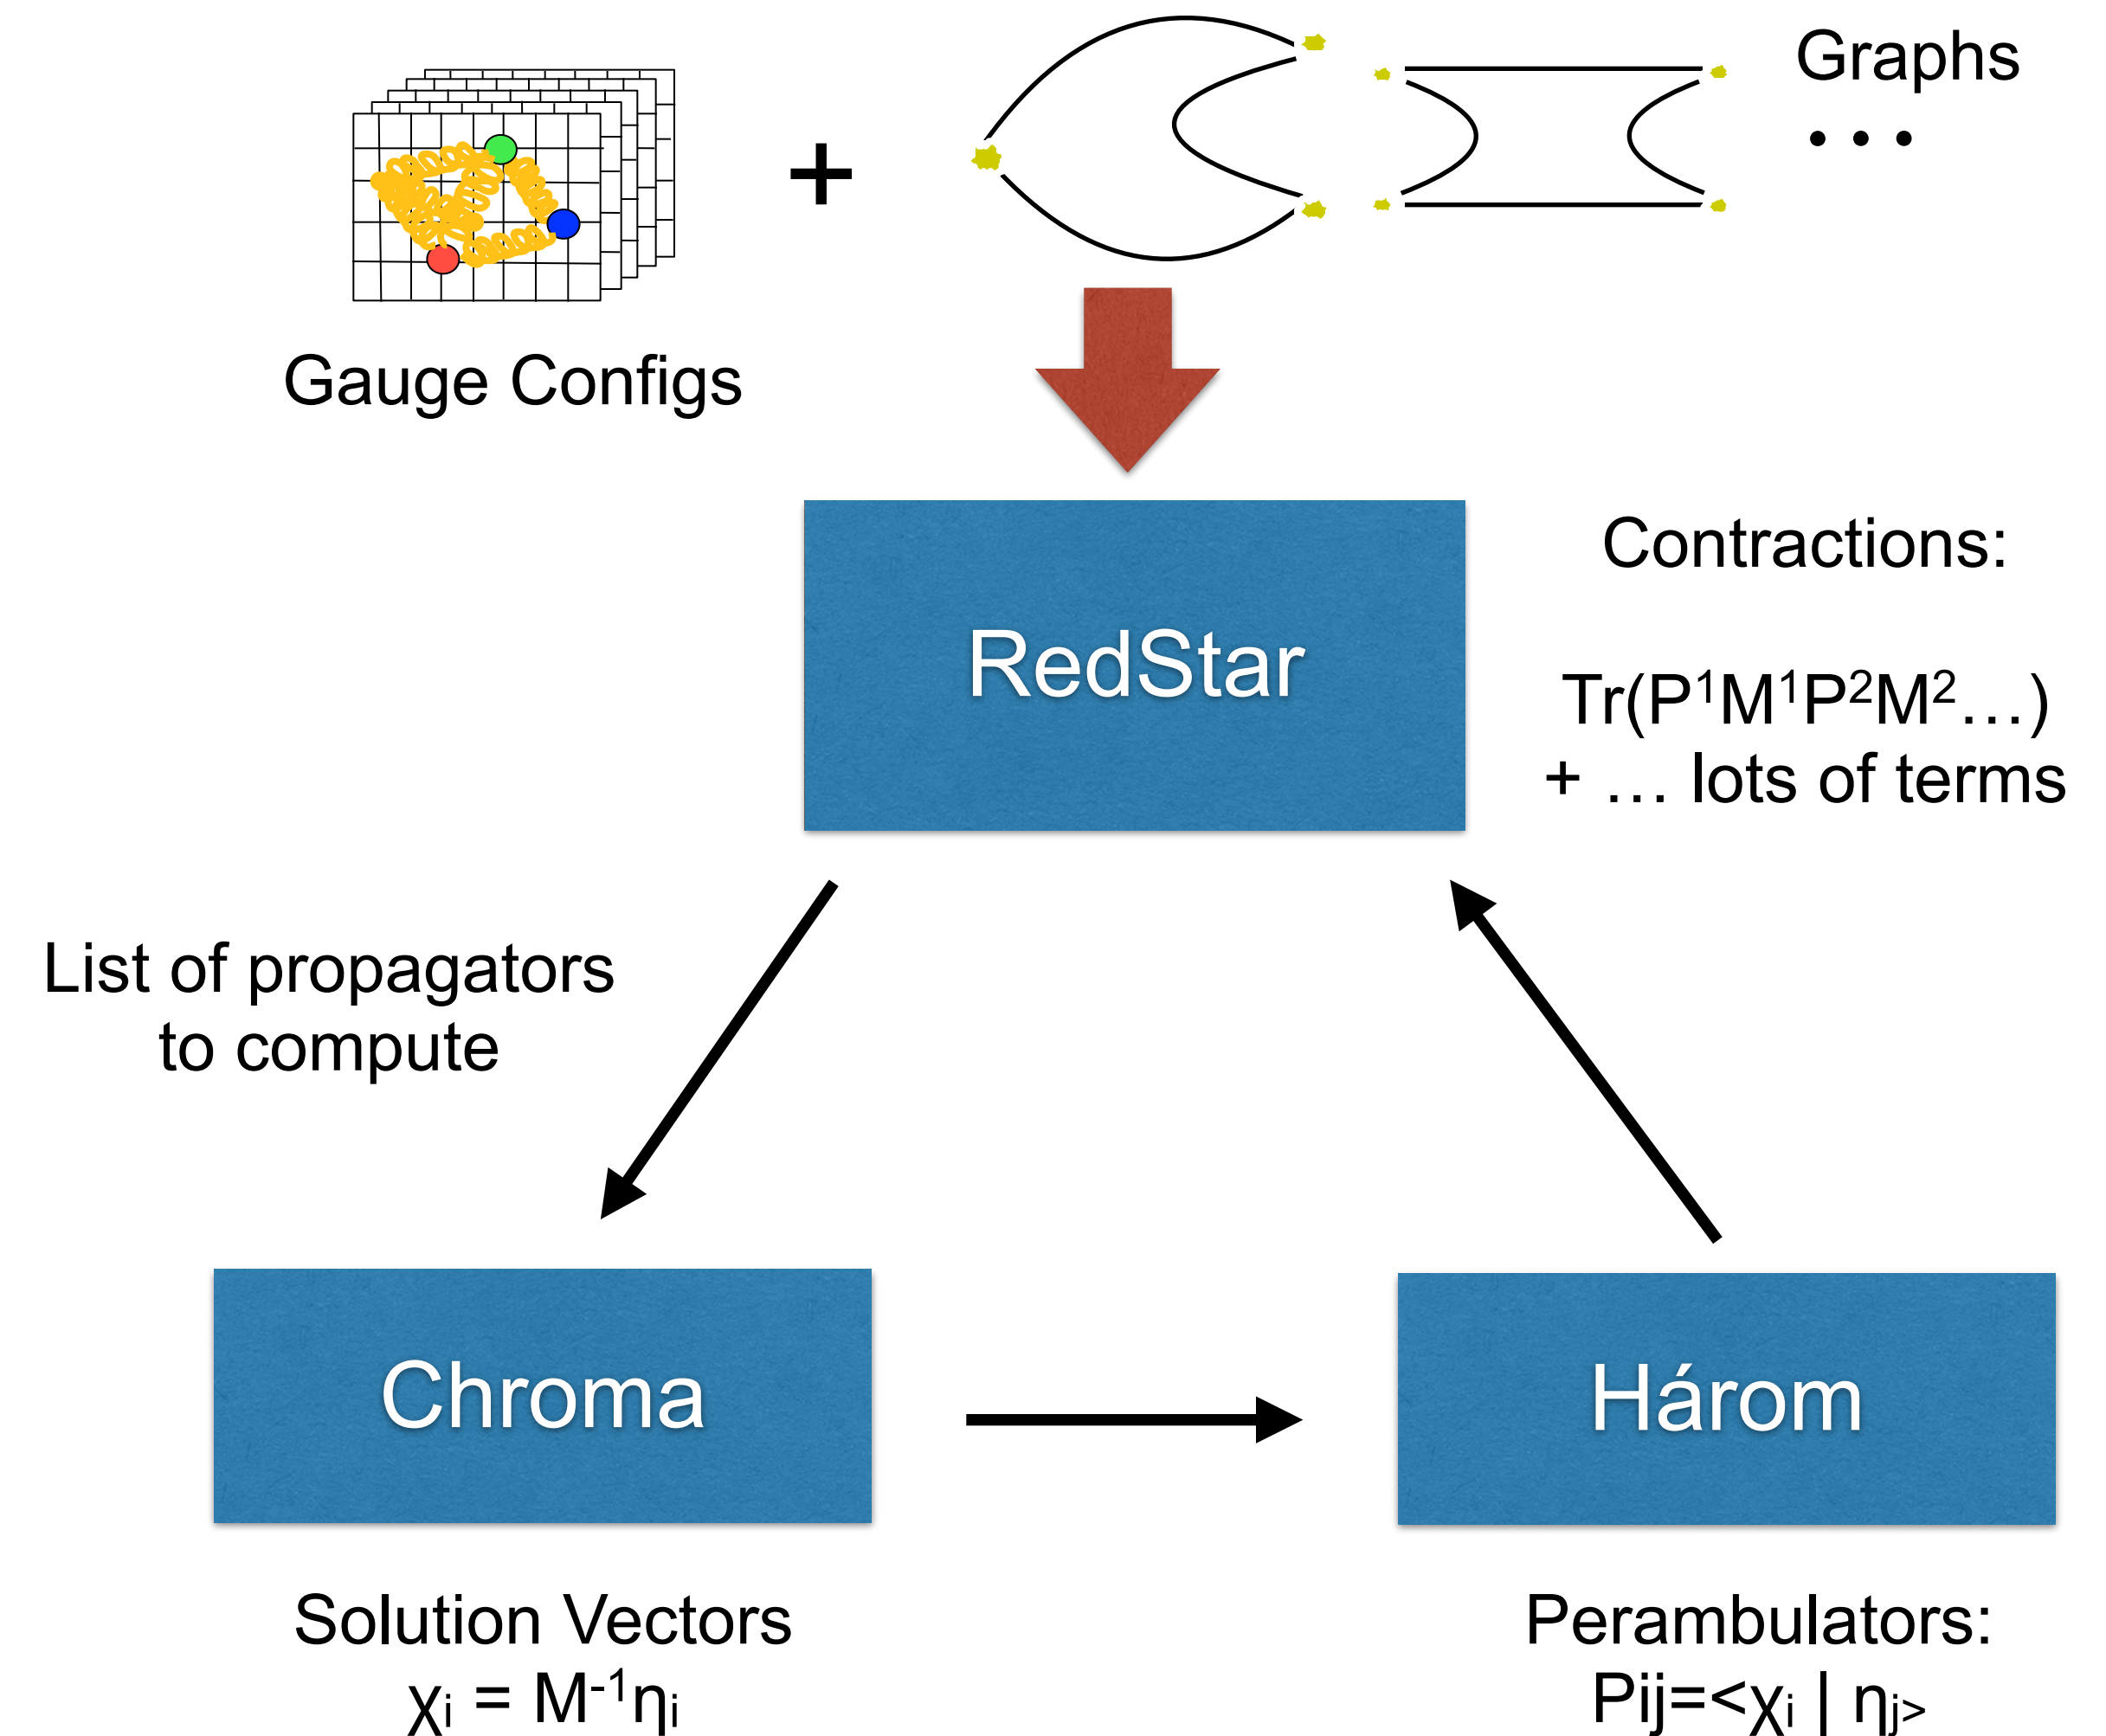 Graphs
...
+
Gauge Configs
RedStar
Contractions:
Tr(P¹M¹P²M²…)
+ … lots of terms
List of propagators
to compute
Chroma
Három
Solution Vectors
χᵢ = M⁻¹ηᵢ
Perambulators:
Pij=<χᵢ | ηⱼ>